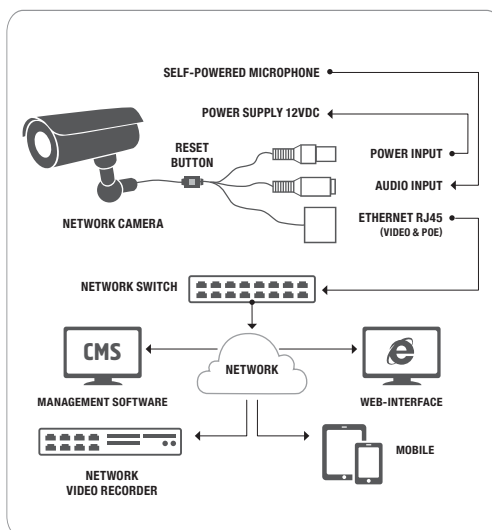 SELF-POWERED MICROPHONE
POWER SUPPLY 12VDC
RESET
BUTTON
POWER INPUT
AUDIO INPUT
NETWORK CAMERA
ETHERNET RJ45
(VIDEO & POE)
NETWORK SWITCH
CMS
NETWORK
MANAGEMENT SOFTWARE
WEB-INTERFACE
MOBILE
NETWORK
VIDEO RECORDER